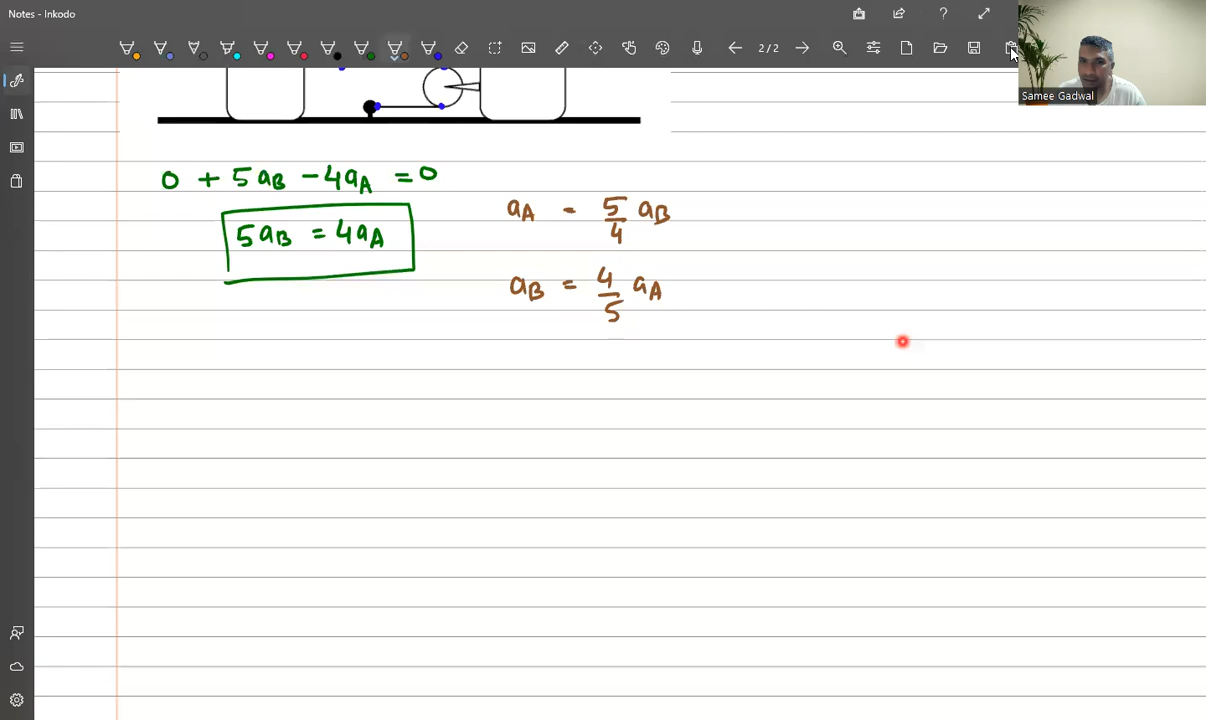 Notes - Inkodo
2/2
Samee Gadwal
0 + 5aB - 4aA = 0
5aB = 4aA
aA = 5/4 aB
aB = 4/5 aA